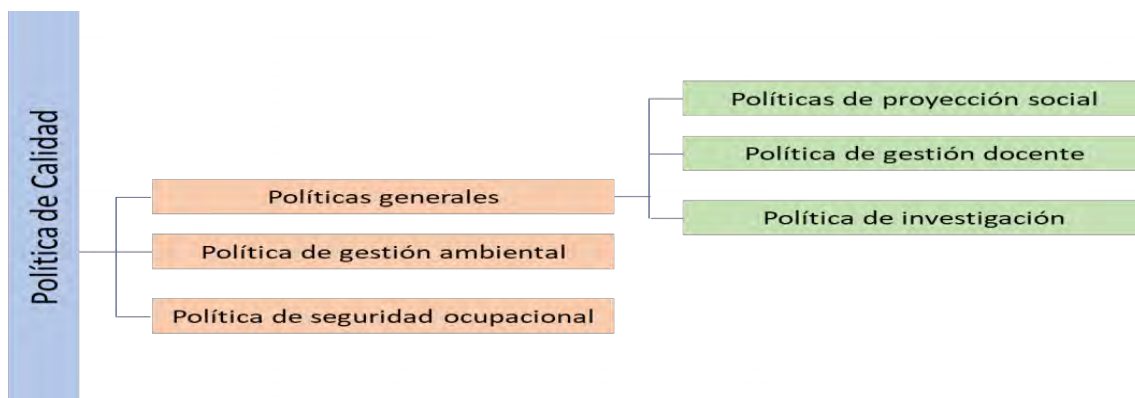 Política de Calidad
Políticas generales
Política de gestión ambiental
Política de seguridad ocupacional
Políticas de proyección social
Política de gestión docente
Política de investigación